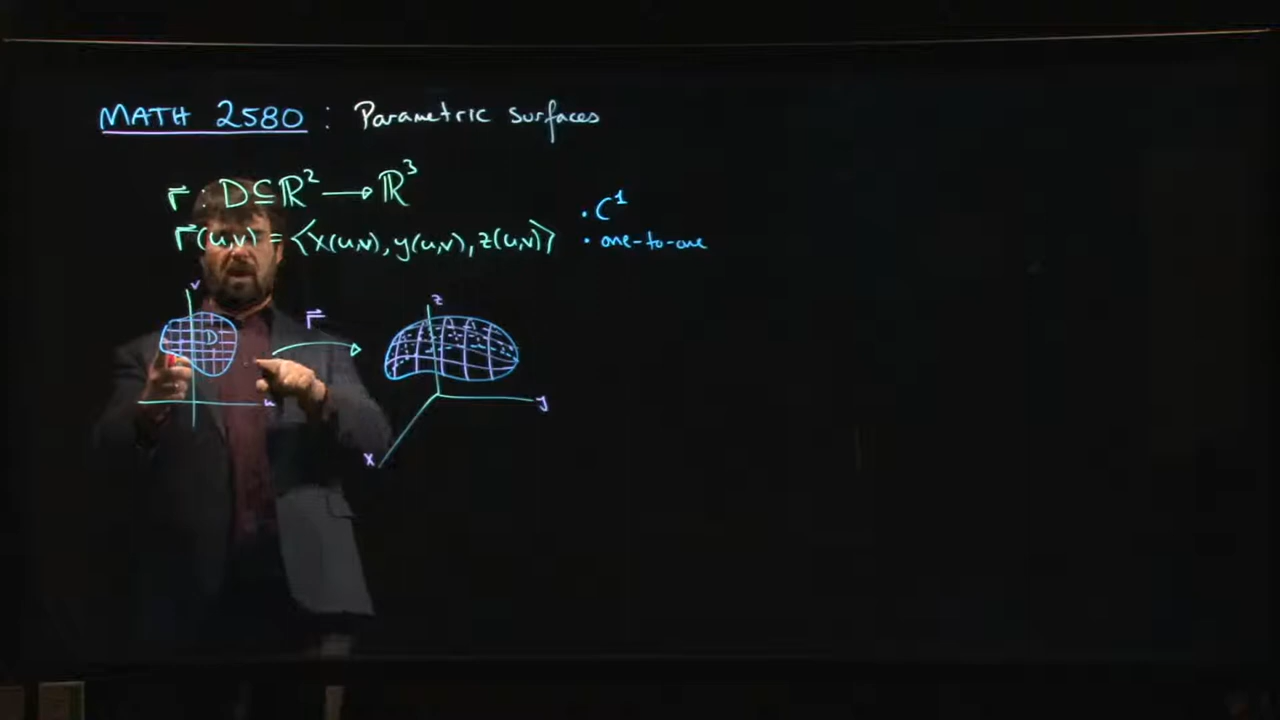 MATH 2580 : Parametric surfaces
r⃗ : D ⊆ ℝ² → ℝ³
r⃗(u,v) = ⟨x(u,v), y(u,v), z(u,v)⟩
• C¹
• one-to-one
v
D
u
r⃗
z
y
x